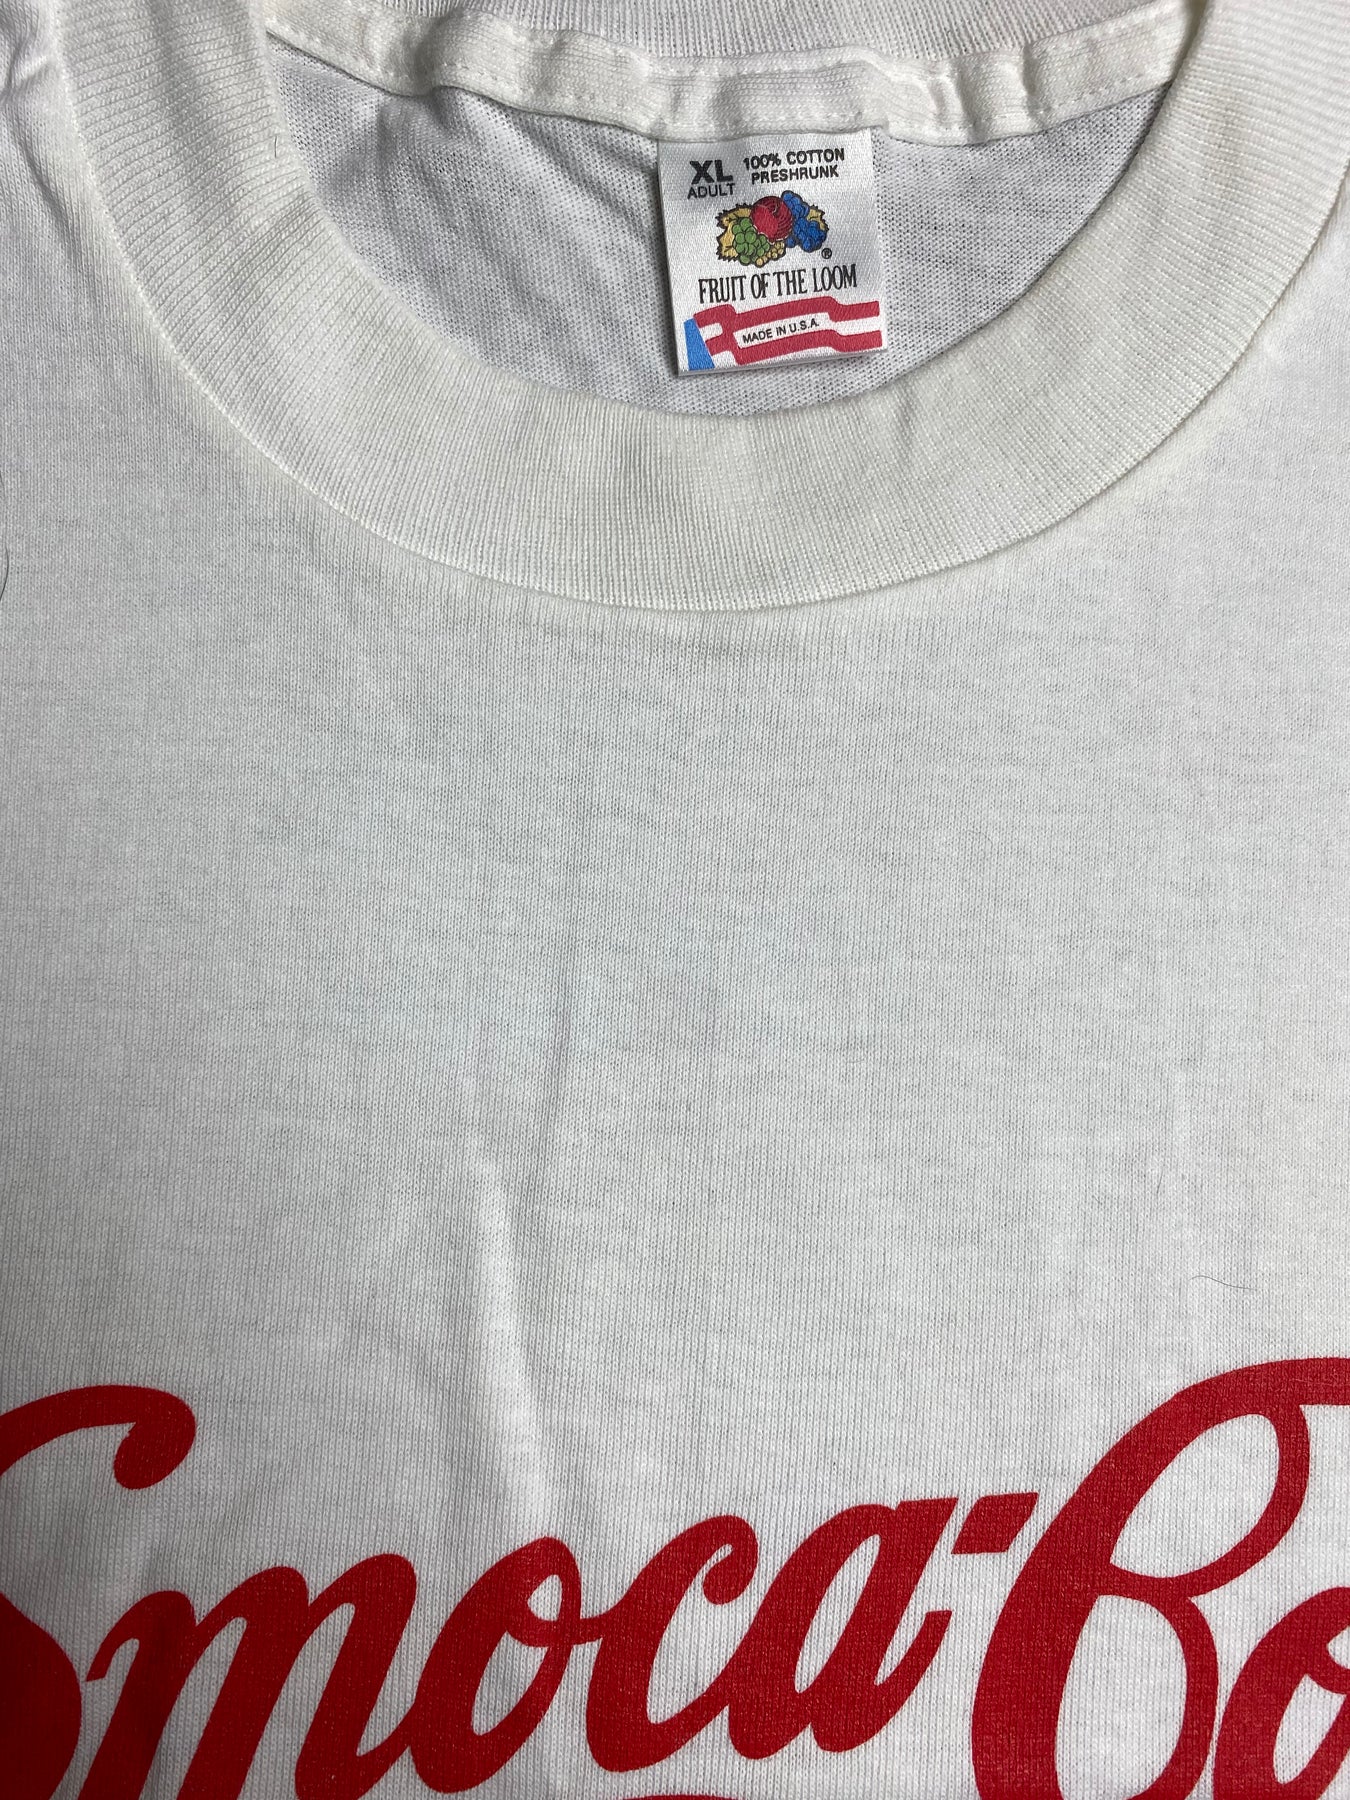 XL 100% COTTON
ADULT PRESHRUNK
®
FRUIT OF THE LOOM
MADE IN U.S.A.
Smoca-Co